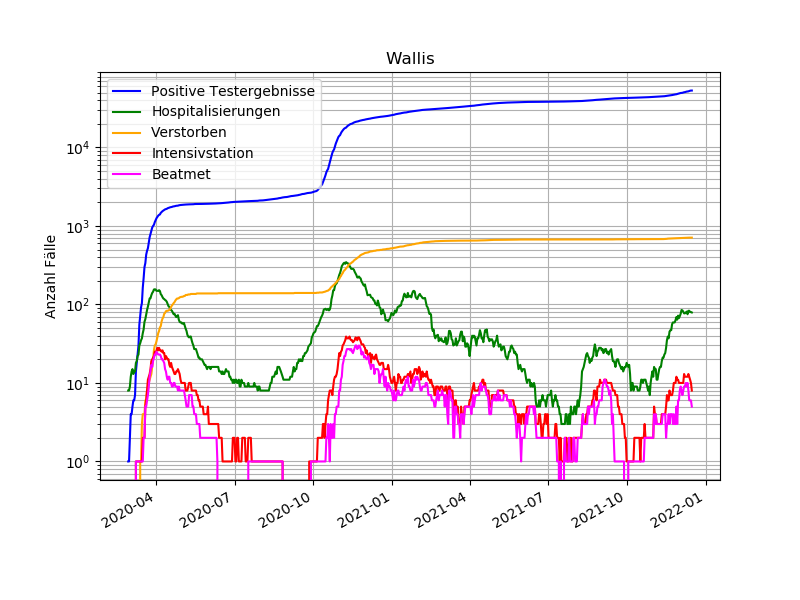 Wallis
Positive Testergebnisse
Hospitalisierungen
Verstorben
Intensivstation
Beatmet
Anzahl Fälle
10^4
10^3
10^2
10^1
10^0
2020-04
2020-07
2020-10
2021-01
2021-04
2021-07
2021-10
2022-01